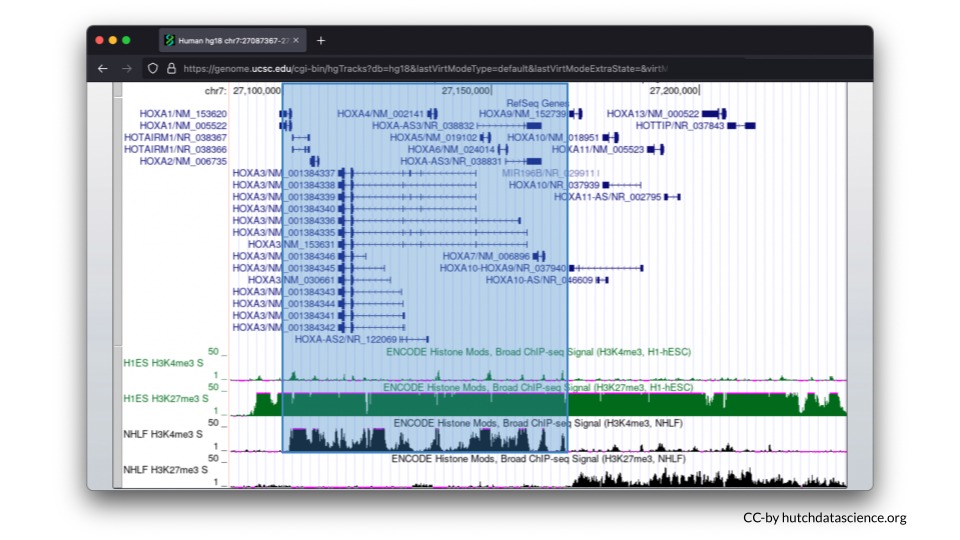 Human hg18 chr7:27087367-27
https://genome.ucsc.edu/cgi-bin/hgTracks?db=hg18&lastVirtModeType=default&lastVirtModeExtraState=&virtM
chr7: 27,100,000 27,150,000 27,200,000
RefSeq Genes
HOXA1/NM_153620 HOXA4/NM_002141 HOXA9/NM_152739 HOXA13/NM_000522
HOXA1/NM_005522 HOXA-AS3/NR_038832 HOTTIP/NR_037843
HOTAIRM1/NR_038367 HOXA5/NM_019102 HOXA10/NM_018951
HOTAIRM1/NR_038366 HOXA6/NM_024014 HOXA11/NM_005523
HOXA2/NM_006735 HOXA-AS3/NR_038831
HOXA3/NM_001384337 MIR196B/NR_029911
HOXA3/NM_001384338 HOXA10/NR_037939
HOXA3/NM_001384339 HOXA11-AS/NR_002795
HOXA3/NM_001384340
HOXA3/NM_001384336
HOXA3/NM_001384335
HOXA3/NM_153631
HOXA3/NM_001384346 HOXA7/NM_006896
HOXA3/NM_001384345 HOXA10-HOXA9/NR_037940
HOXA3/NM_030661 HOXA10-AS/NR_046609
HOXA3/NM_001384343
HOXA3/NM_001384344
HOXA3/NM_001384341
HOXA3/NM_001384342
HOXA-AS2/NR_122069
ENCODE Histone Mods, Broad ChIP-seq Signal (H3K4me3, H1-hESC)
50 _
H1ES H3K4me3 S
1 _
ENCODE Histone Mods, Broad ChIP-seq Signal (H3K27me3, H1-hESC)
50 _
H1ES H3K27me3 S
1 _
ENCODE Histone Mods, Broad ChIP-seq Signal (H3K4me3, NHLF)
50 _
NHLF H3K4me3 S
1 _
ENCODE Histone Mods, Broad ChIP-seq Signal (H3K27me3, NHLF)
50 _
NHLF H3K27me3 S
1 _
CC-by hutchdatascience.org